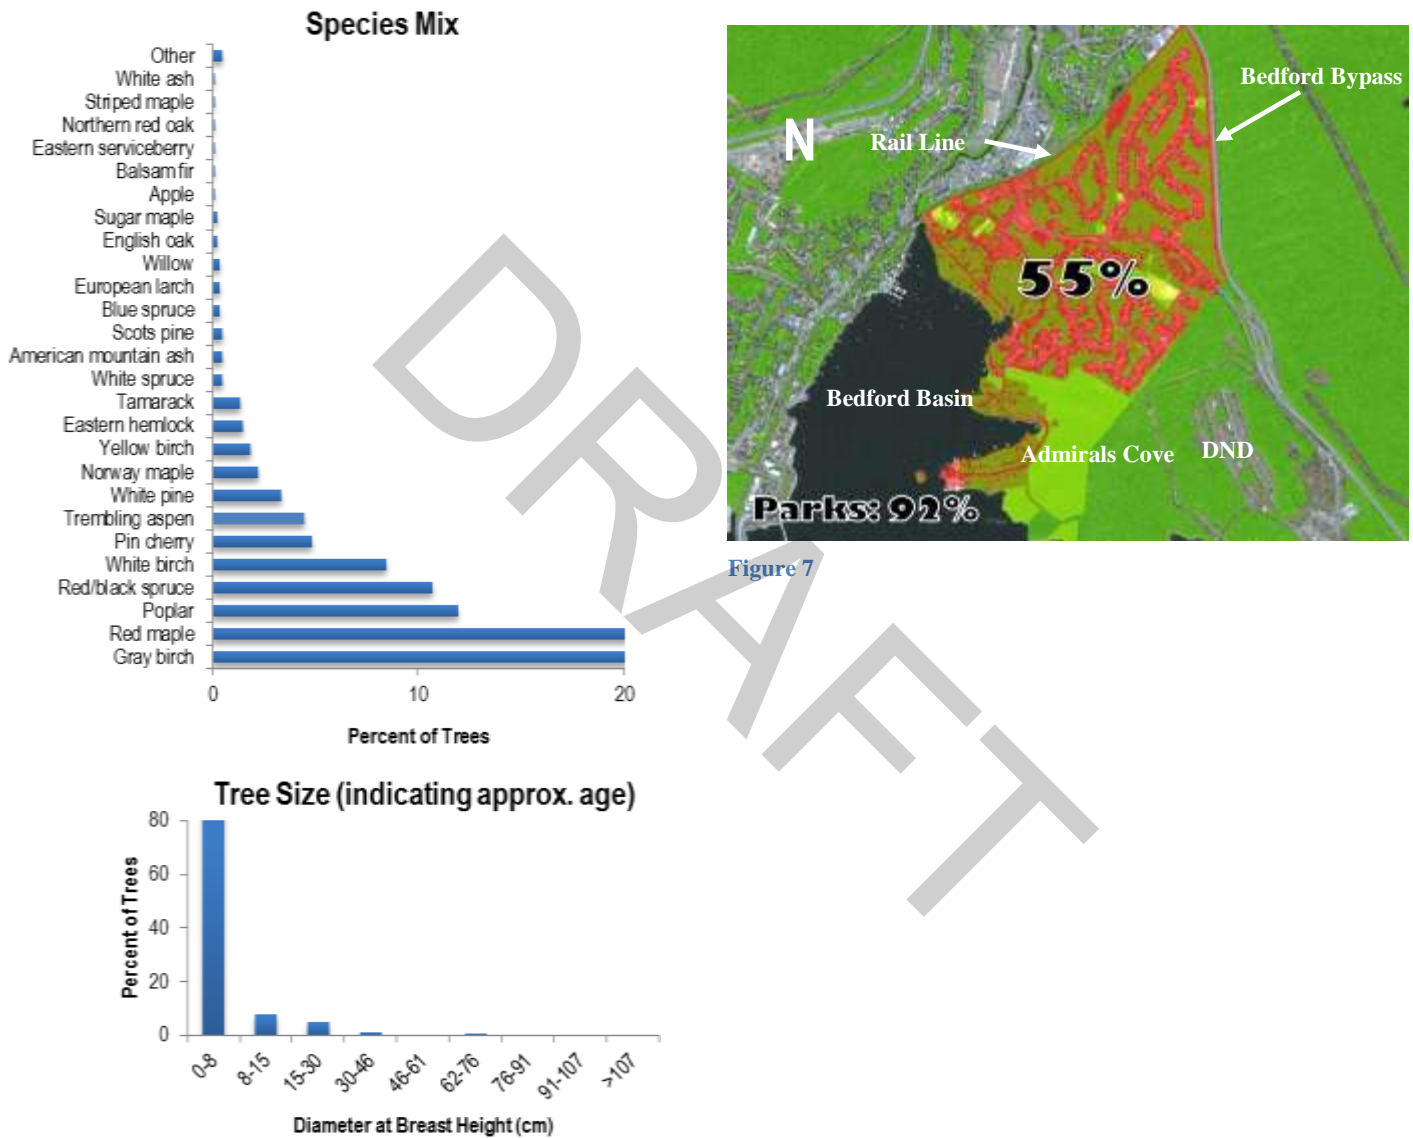 Species Mix
Other
White ash
Striped maple
Northern red oak
Eastern serviceberry
Balsam fir
Apple
Sugar maple
English oak
Willow
European larch
Blue spruce
Scots pine
American mountain ash
White spruce
Tamarack
Eastern hemlock
Yellow birch
Norway maple
White pine
Trembling aspen
Pin cherry
White birch
Red/black spruce
Poplar
Red maple
Gray birch
0 10 20
Percent of Trees
Bedford Bypass
N
Rail Line
55%
Bedford Basin
Admirals Cove
DND
Parks: 92%
Figure 7
Tree Size (indicating approx. age)
Percent of Trees
80
60
40
20
0
0-8 8-15 15-30 30-46 46-61 62-76 76-91 91-107 >107
Diameter at Breast Height (cm)
DRAFT